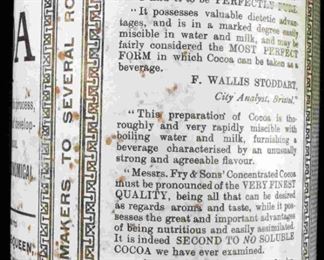 and it to be PERFECTLY PURE
" It possesses valuable dietetic advan-
tages, and is in a marked degree easily
miscible in water and milk, and may be
fairly considered the MOST PERFECT
FORM in which Cocoa can be taken as a
beverage.
F. WALLIS STODDART,
City Analyst, Bristol."
" This preparation of Cocoa is tho-
roughly and very rapidly miscible with
boiling water and milk, furnishing a
beverage characterised by an unusually
strong and agreeable flavour.
" Messrs. Fry & Sons' Concentrated Cocoa
must be pronounced of the VERY FINEST
QUALITY, being all that can be desired
as regards aroma and taste, while it pos-
sesses the great and important advantages
of being nutritious and easily assimilated.
It is indeed SECOND TO NO SOLUBLE
COCOA we have ever examined.
MAKERS TO SEVERAL RO
A
process,
develop-
NOMICAL
QUEEN",